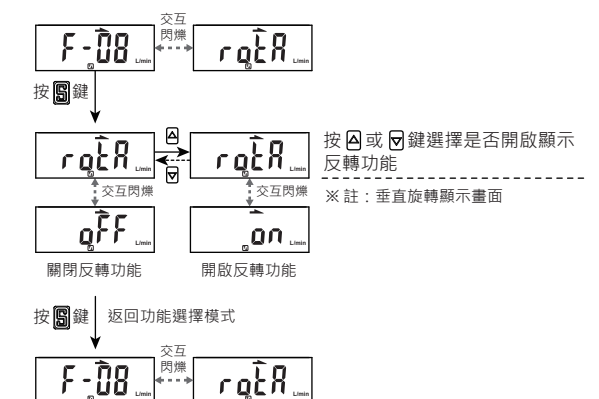 交互
閃爍
F-08 L/min
rotA L/min
按 S 鍵
rotA L/min
rotA L/min
按 △ 或 ▽ 鍵選擇是否開啟顯示
反轉功能
交互閃爍
交互閃爍
※註：垂直旋轉顯示畫面
oFF L/min
on L/min
關閉反轉功能
開啟反轉功能
按 S 鍵
返回功能選擇模式
交互
閃爍
F-08 L/min
rotA L/min